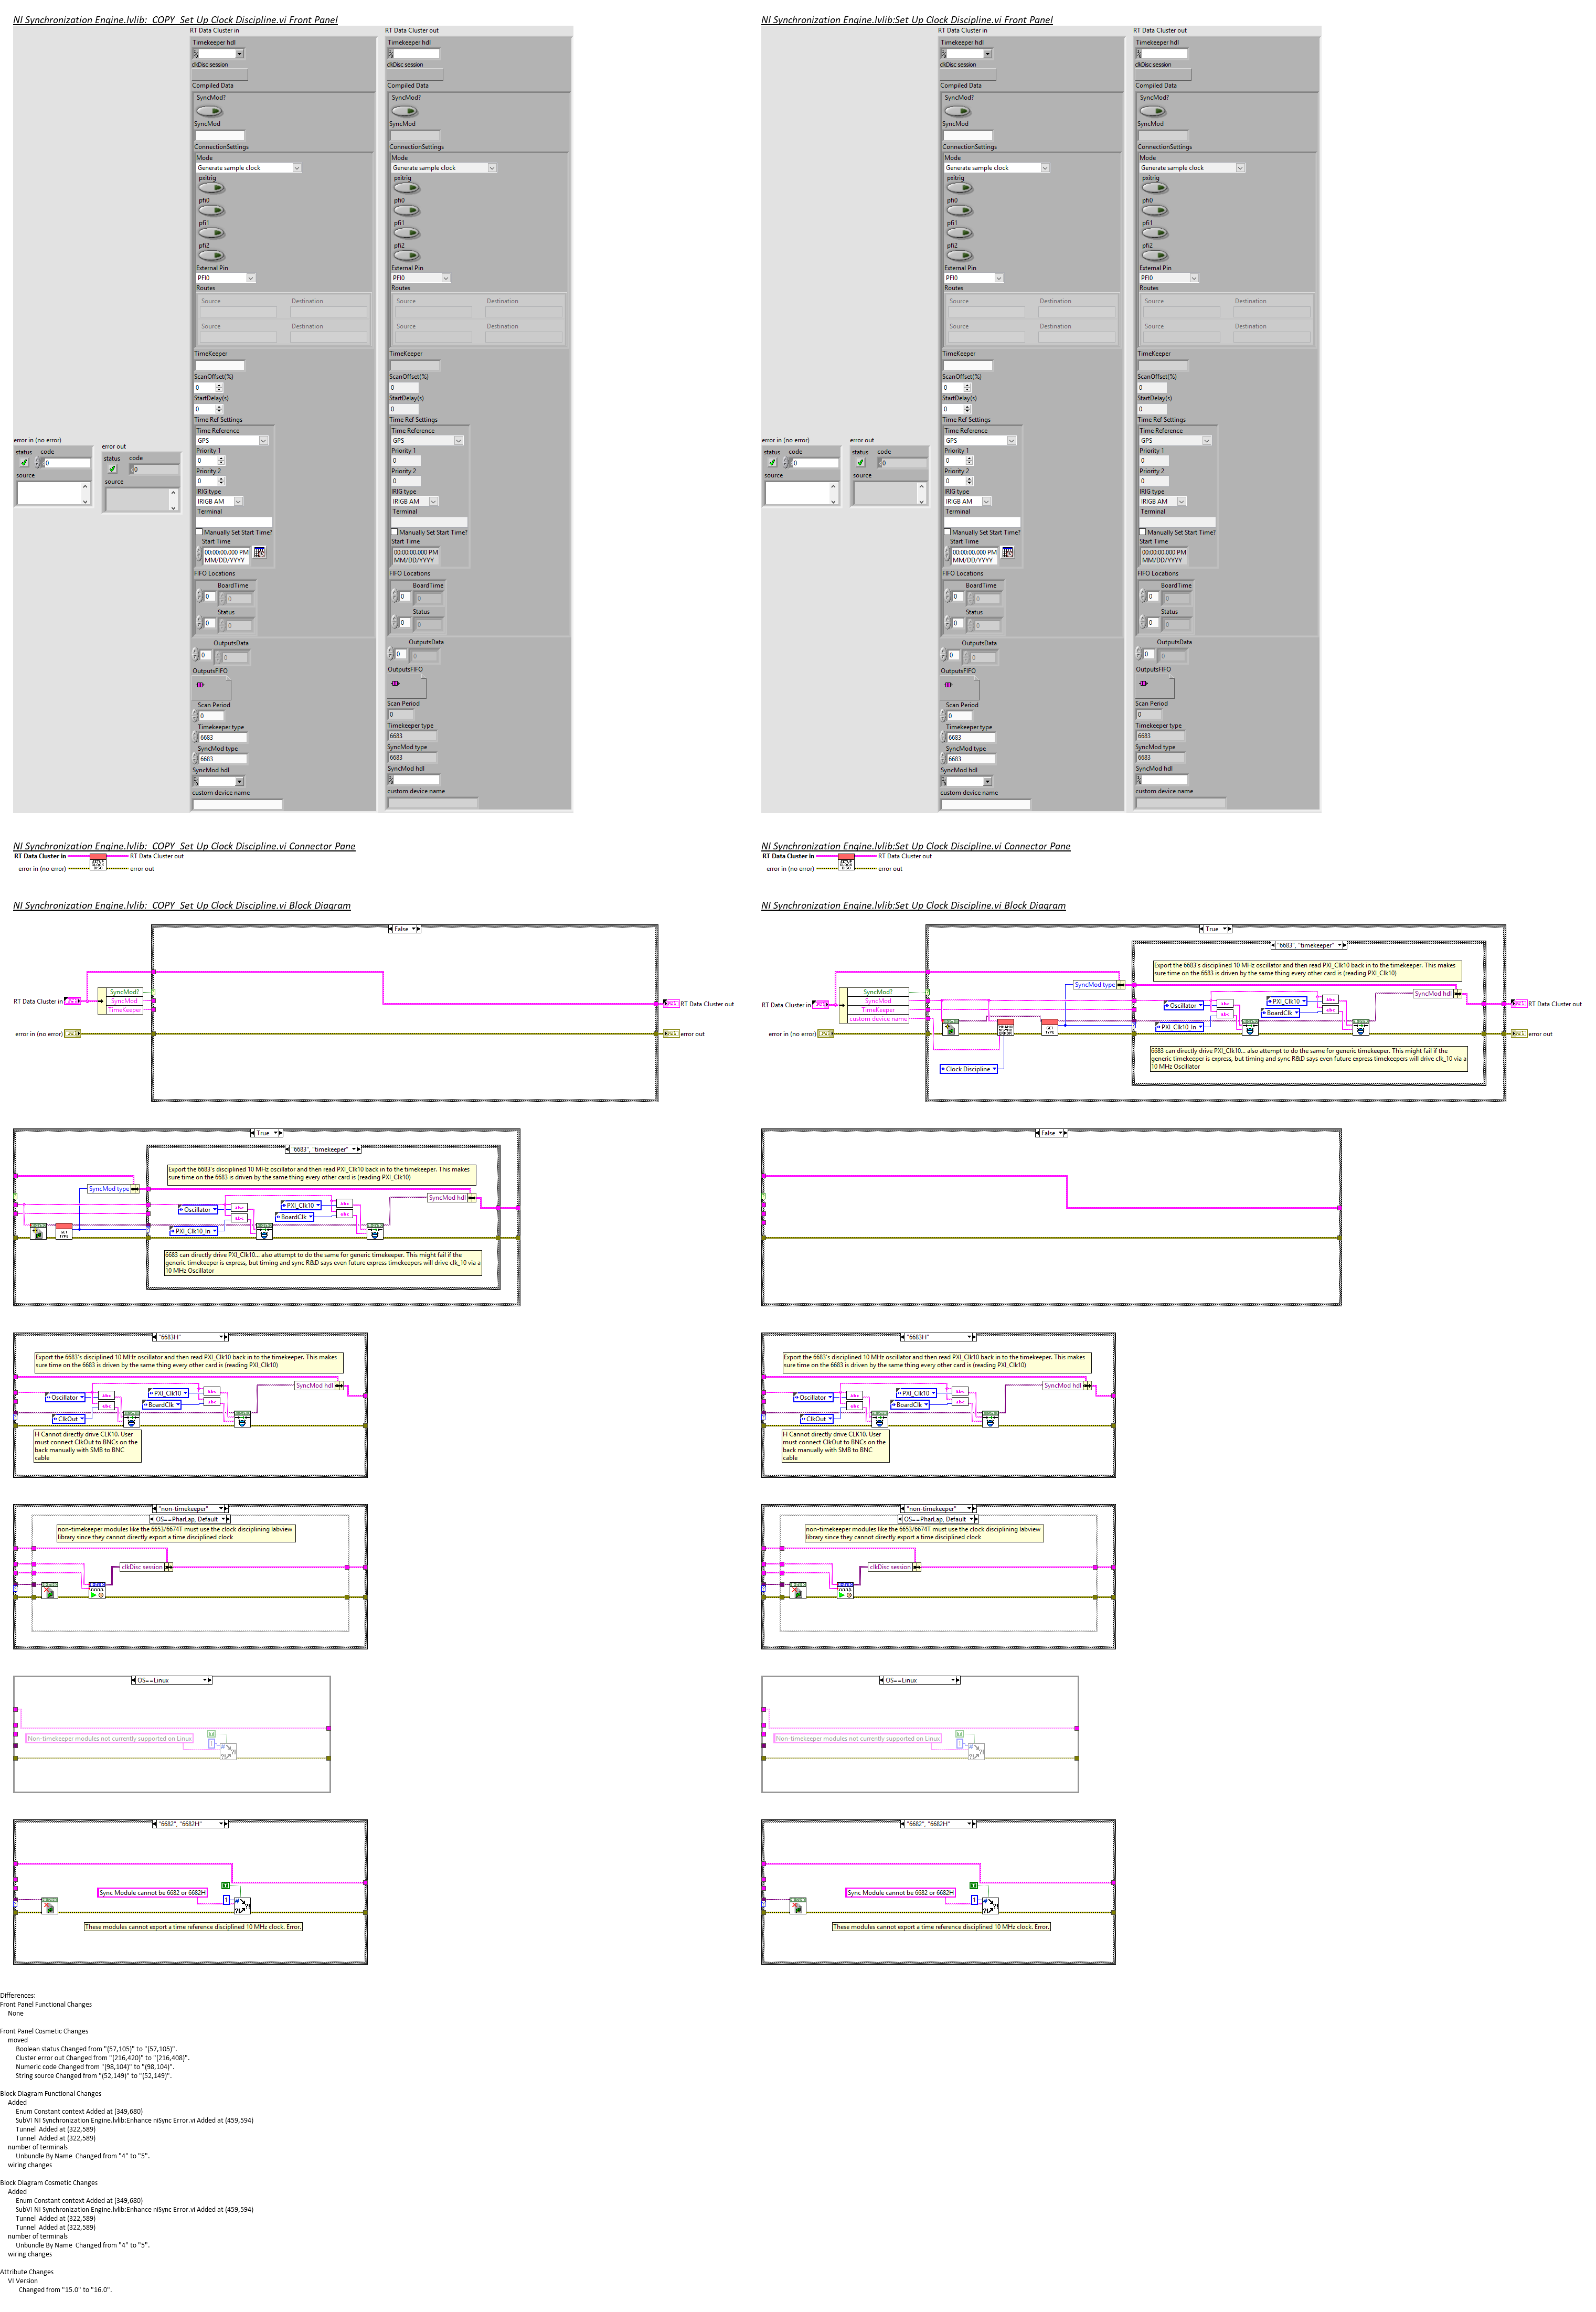 NI Synchronization Engine.lvlib:_COPY_Set Up Clock Discipline.vi Front Panel
RT Data Cluster in
RT Data Cluster out
Timekeeper hdl
Timekeeper hdl
clkDisc session
clkDisc session
Compiled Data
Compiled Data
SyncMod?
SyncMod?
SyncMod
SyncMod
ConnectionSettings
ConnectionSettings
Mode
Mode
Generate sample clock
Generate sample clock
pxitrig
pxitrig
pfi0
pfi0
pfi1
pfi1
pfi2
pfi2
External Pin
External Pin
PFI0
PFI0
Routes
Routes
Source Destination
Source Destination
Source Destination
Source Destination
TimeKeeper
TimeKeeper
ScanOffset(%)
ScanOffset(%)
0
0
StartDelay(s)
StartDelay(s)
0
0
Time Ref Settings
Time Ref Settings
Time Reference
Time Reference
GPS
GPS
Priority 1
Priority 1
0
0
Priority 2
Priority 2
0
0
IRIG type
IRIG type
IRIGB AM
IRIGB AM
Terminal
Terminal
Manually Set Start Time?
Manually Set Start Time?
Start Time
Start Time
00:00:00.000 PM
MM/DD/YYYY
00:00:00.000 PM
MM/DD/YYYY
FIFO Locations
FIFO Locations
BoardTime
BoardTime
0 0
0 0
Status
Status
0 0
0 0
OutputsData
OutputsData
0 0
0 0
OutputsFIFO
OutputsFIFO
Scan Period
Scan Period
0
0
Timekeeper type
Timekeeper type
6683
6683
SyncMod type
SyncMod type
6683
6683
SyncMod hdl
SyncMod hdl
custom device name
custom device name
error in (no error)
status code
0
source
error out
status code
0
source
NI Synchronization Engine.lvlib:Set Up Clock Discipline.vi Front Panel
RT Data Cluster in
RT Data Cluster out
Timekeeper hdl
Timekeeper hdl
clkDisc session
clkDisc session
Compiled Data
Compiled Data
SyncMod?
SyncMod?
SyncMod
SyncMod
ConnectionSettings
ConnectionSettings
Mode
Mode
Generate sample clock
Generate sample clock
pxitrig
pxitrig
pfi0
pfi0
pfi1
pfi1
pfi2
pfi2
External Pin
External Pin
PFI0
PFI0
Routes
Routes
Source Destination
Source Destination
Source Destination
Source Destination
TimeKeeper
TimeKeeper
ScanOffset(%)
ScanOffset(%)
0
0
StartDelay(s)
StartDelay(s)
0
0
Time Ref Settings
Time Ref Settings
Time Reference
Time Reference
GPS
GPS
Priority 1
Priority 1
0
0
Priority 2
Priority 2
0
0
IRIG type
IRIG type
IRIGB AM
IRIGB AM
Terminal
Terminal
Manually Set Start Time?
Manually Set Start Time?
Start Time
Start Time
00:00:00.000 PM
MM/DD/YYYY
00:00:00.000 PM
MM/DD/YYYY
FIFO Locations
FIFO Locations
BoardTime
BoardTime
0 0
0 0
Status
Status
0 0
0 0
OutputsData
OutputsData
0 0
0 0
OutputsFIFO
OutputsFIFO
Scan Period
Scan Period
0
0
Timekeeper type
Timekeeper type
6683
6683
SyncMod type
SyncMod type
6683
6683
SyncMod hdl
SyncMod hdl
custom device name
custom device name
error in (no error)
status code
0
source
error out
status code
0
source
NI Synchronization Engine.lvlib:_COPY_Set Up Clock Discipline.vi Connector Pane
RT Data Cluster in RT Data Cluster out
error in (no error) error out
NI Synchronization Engine.lvlib:Set Up Clock Discipline.vi Connector Pane
RT Data Cluster in RT Data Cluster out
error in (no error) error out
NI Synchronization Engine.lvlib:_COPY_Set Up Clock Discipline.vi Block Diagram
False
SyncMod?
RT Data Cluster in SyncMod RT Data Cluster out
TimeKeeper
error in (no error) error out
True
"6683", "timekeeper"
Export the 6683's disciplined 10 MHz oscillator and then read PXI_Clk10 back in to the timekeeper. This makes
sure time on the 6683 is driven by the same thing every other card is (reading PXI_Clk10)
SyncMod type
SyncMod hdl
Oscillator
PXI_Clk10
BoardClk
PXI_Clk10_In
GET
TYPE
6683 can directly drive PXI_Clk10... also attempt to do the same for generic timekeeper. This might fail if the
generic timekeeper is express, but timing and sync R&D says even future express timekeepers will drive clk_10 via a
10 MHz Oscillator
"6683H"
Export the 6683's disciplined 10 MHz oscillator and then read PXI_Clk10 back in to the timekeeper. This makes
sure time on the 6683 is driven by the same thing every other card is (reading PXI_Clk10)
SyncMod hdl
Oscillator
PXI_Clk10
BoardClk
ClkOut
H Cannot directly drive CLK10. User
must connect ClkOut to BNCs on the
back manually with SMB to BNC
cable
"non-timekeeper"
OS==PharLap, Default
non-timekeeper modules like the 6653/6674T must use the clock disciplining labview
library since they cannot directly export a time disciplined clock
clkDisc session
OS==Linux
Non-timekeeper modules not currently supported on Linux
1
"6682", "6682H"
Sync Module cannot be 6682 or 6682H
1
These modules cannot export a time reference disciplined 10 MHz clock. Error.
NI Synchronization Engine.lvlib:Set Up Clock Discipline.vi Block Diagram
True
"6683", "timekeeper"
Export the 6683's disciplined 10 MHz oscillator and then read PXI_Clk10 back in to the timekeeper. This makes
sure time on the 6683 is driven by the same thing every other card is (reading PXI_Clk10)
SyncMod type
SyncMod hdl
SyncMod?
RT Data Cluster in SyncMod RT Data Cluster out
TimeKeeper
custom device name
error in (no error) error out
Oscillator
PXI_Clk10
BoardClk
PXI_Clk10_In
GET
TYPE
Clock Discipline
6683 can directly drive PXI_Clk10... also attempt to do the same for generic timekeeper. This might fail if the
generic timekeeper is express, but timing and sync R&D says even future express timekeepers will drive clk_10 via a
10 MHz Oscillator
False
"6683H"
Export the 6683's disciplined 10 MHz oscillator and then read PXI_Clk10 back in to the timekeeper. This makes
sure time on the 6683 is driven by the same thing every other card is (reading PXI_Clk10)
SyncMod hdl
Oscillator
PXI_Clk10
BoardClk
ClkOut
H Cannot directly drive CLK10. User
must connect ClkOut to BNCs on the
back manually with SMB to BNC
cable
"non-timekeeper"
OS==PharLap, Default
non-timekeeper modules like the 6653/6674T must use the clock disciplining labview
library since they cannot directly export a time disciplined clock
clkDisc session
OS==Linux
Non-timekeeper modules not currently supported on Linux
1
"6682", "6682H"
Sync Module cannot be 6682 or 6682H
1
These modules cannot export a time reference disciplined 10 MHz clock. Error.
Differences:
Front Panel Functional Changes
None
Front Panel Cosmetic Changes
moved
Boolean status Changed from "(57,105)" to "(57,105)".
Cluster error out Changed from "(216,420)" to "(216,408)".
Numeric code Changed from "(98,104)" to "(98,104)".
String source Changed from "(52,149)" to "(52,149)".
Block Diagram Functional Changes
Added
Enum Constant context Added at (349,680)
SubVI NI Synchronization Engine.lvlib:Enhance niSync Error.vi Added at (459,594)
Tunnel Added at (322,589)
Tunnel Added at (322,589)
number of terminals
Unbundle By Name Changed from "4" to "5".
wiring changes
Block Diagram Cosmetic Changes
Added
Enum Constant context Added at (349,680)
SubVI NI Synchronization Engine.lvlib:Enhance niSync Error.vi Added at (459,594)
Tunnel Added at (322,589)
Tunnel Added at (322,589)
number of terminals
Unbundle By Name Changed from "4" to "5".
wiring changes
Attribute Changes
VI Version
Changed from "15.0" to "16.0".